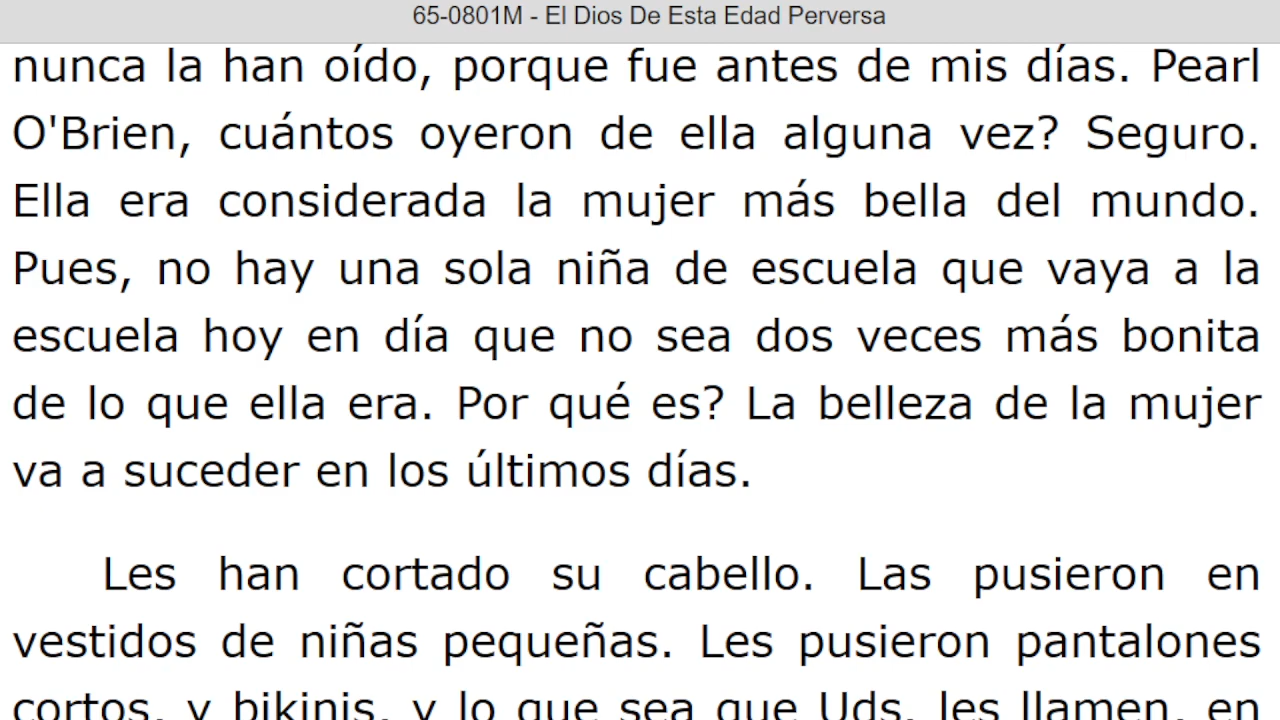 65-0801M - El Dios De Esta Edad Perversa
nunca la han oído, porque fue antes de mis días. Pearl
O'Brien, cuántos oyeron de ella alguna vez? Seguro.
Ella era considerada la mujer más bella del mundo.
Pues, no hay una sola niña de escuela que vaya a la
escuela hoy en día que no sea dos veces más bonita
de lo que ella era. Por qué es? La belleza de la mujer
va a suceder en los últimos días.
Les han cortado su cabello. Las pusieron en
vestidos de niñas pequeñas. Les pusieron pantalones
cortos, y bikinis, y lo que sea que Uds. les llamen, en